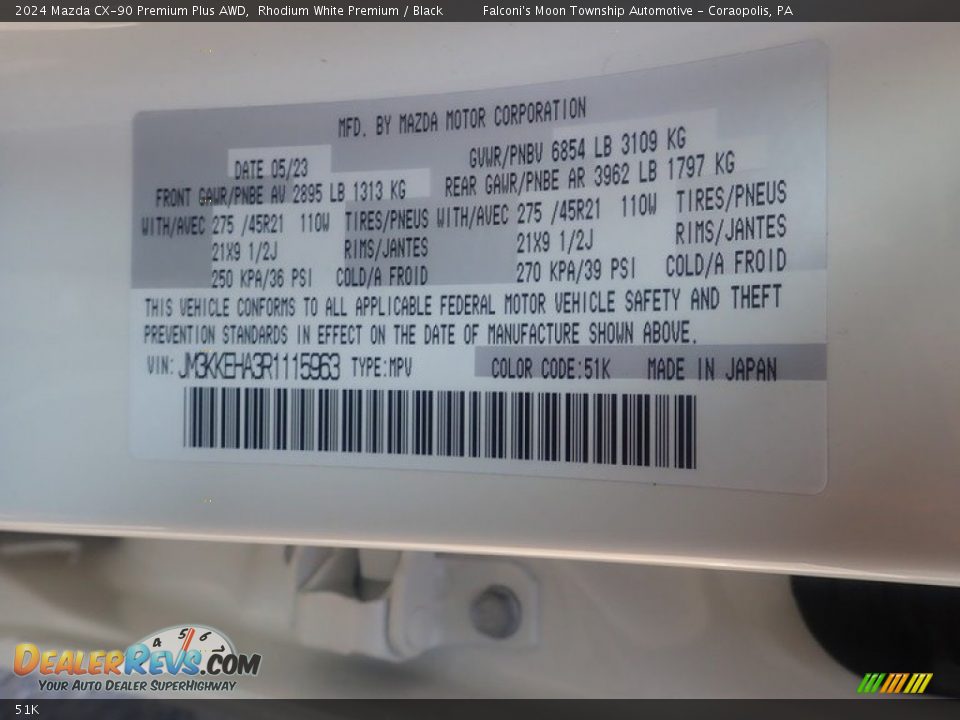 2024 Mazda CX-90 Premium Plus AWD, Rhodium White Premium / Black Falconi's Moon Township Automotive - Coraopolis, PA
MFD. BY MAZDA MOTOR CORPORATION
DATE 05/23 GVWR/PNBV 6854 LB 3109 KG
FRONT GAWR/PNBE AV 2895 LB 1313 KG REAR GAWR/PNBE AR 3962 LB 1797 KG
WITH/AVEC 275 /45R21 110W TIRES/PNEUS WITH/AVEC 275 /45R21 110W TIRES/PNEUS
21X9 1/2J RIMS/JANTES 21X9 1/2J RIMS/JANTES
250 KPA/36 PSI COLD/A FROID 270 KPA/39 PSI COLD/A FROID
THIS VEHICLE CONFORMS TO ALL APPLICABLE FEDERAL MOTOR VEHICLE SAFETY AND THEFT
PREVENTION STANDARDS IN EFFECT ON THE DATE OF MANUFACTURE SHOWN ABOVE.
VIN: JM3KKEHA3R1115963 TYPE:MPV COLOR CODE:51K MADE IN JAPAN
4 5 6
DEALERREVS.COM
YOUR AUTO DEALER SUPERHIGHWAY
51K